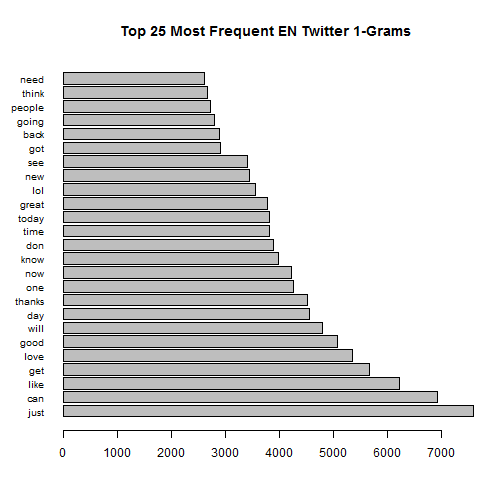 Top 25 Most Frequent EN Twitter 1-Grams
need
think
people
going
back
got
see
new
lol
great
today
time
don
know
now
one
thanks
day
will
good
love
get
like
can
just
0 1000 2000 3000 4000 5000 6000 7000